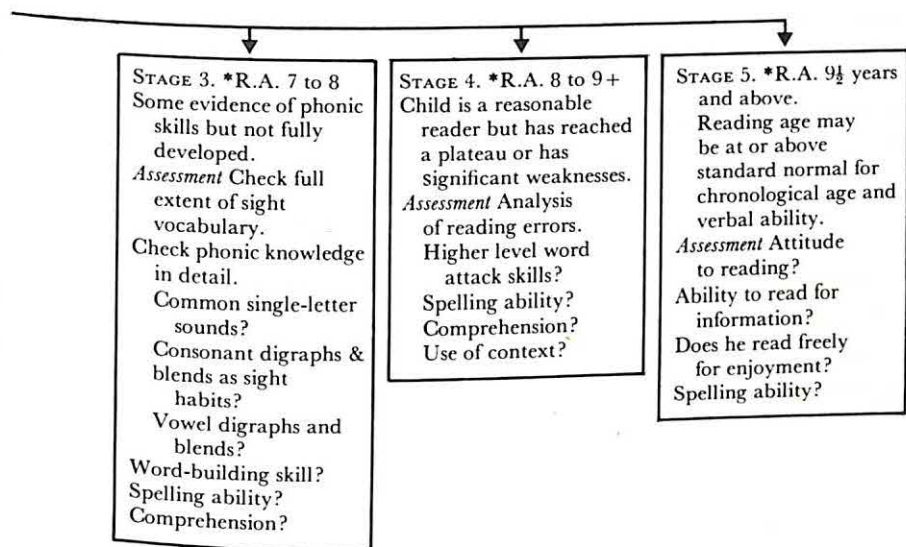 STAGE 3. *R.A. 7 to 8
Some evidence of phonic
skills but not fully
developed.
Assessment Check full
extent of sight
vocabulary.
Check phonic knowledge
in detail.
Common single-letter
sounds?
Consonant digraphs &
blends as sight
habits?
Vowel digraphs and
blends?
Word-building skill?
Spelling ability?
Comprehension?
STAGE 4. *R.A. 8 to 9+
Child is a reasonable
reader but has reached
a plateau or has
significant weaknesses.
Assessment Analysis
of reading errors.
Higher level word
attack skills?
Spelling ability?
Comprehension?
Use of context?
STAGE 5. *R.A. 9½ years
and above.
Reading age may
be at or above
standard normal for
chronological age and
verbal ability.
Assessment Attitude
to reading?
Ability to read for
information?
Does he read freely
for enjoyment?
Spelling ability?